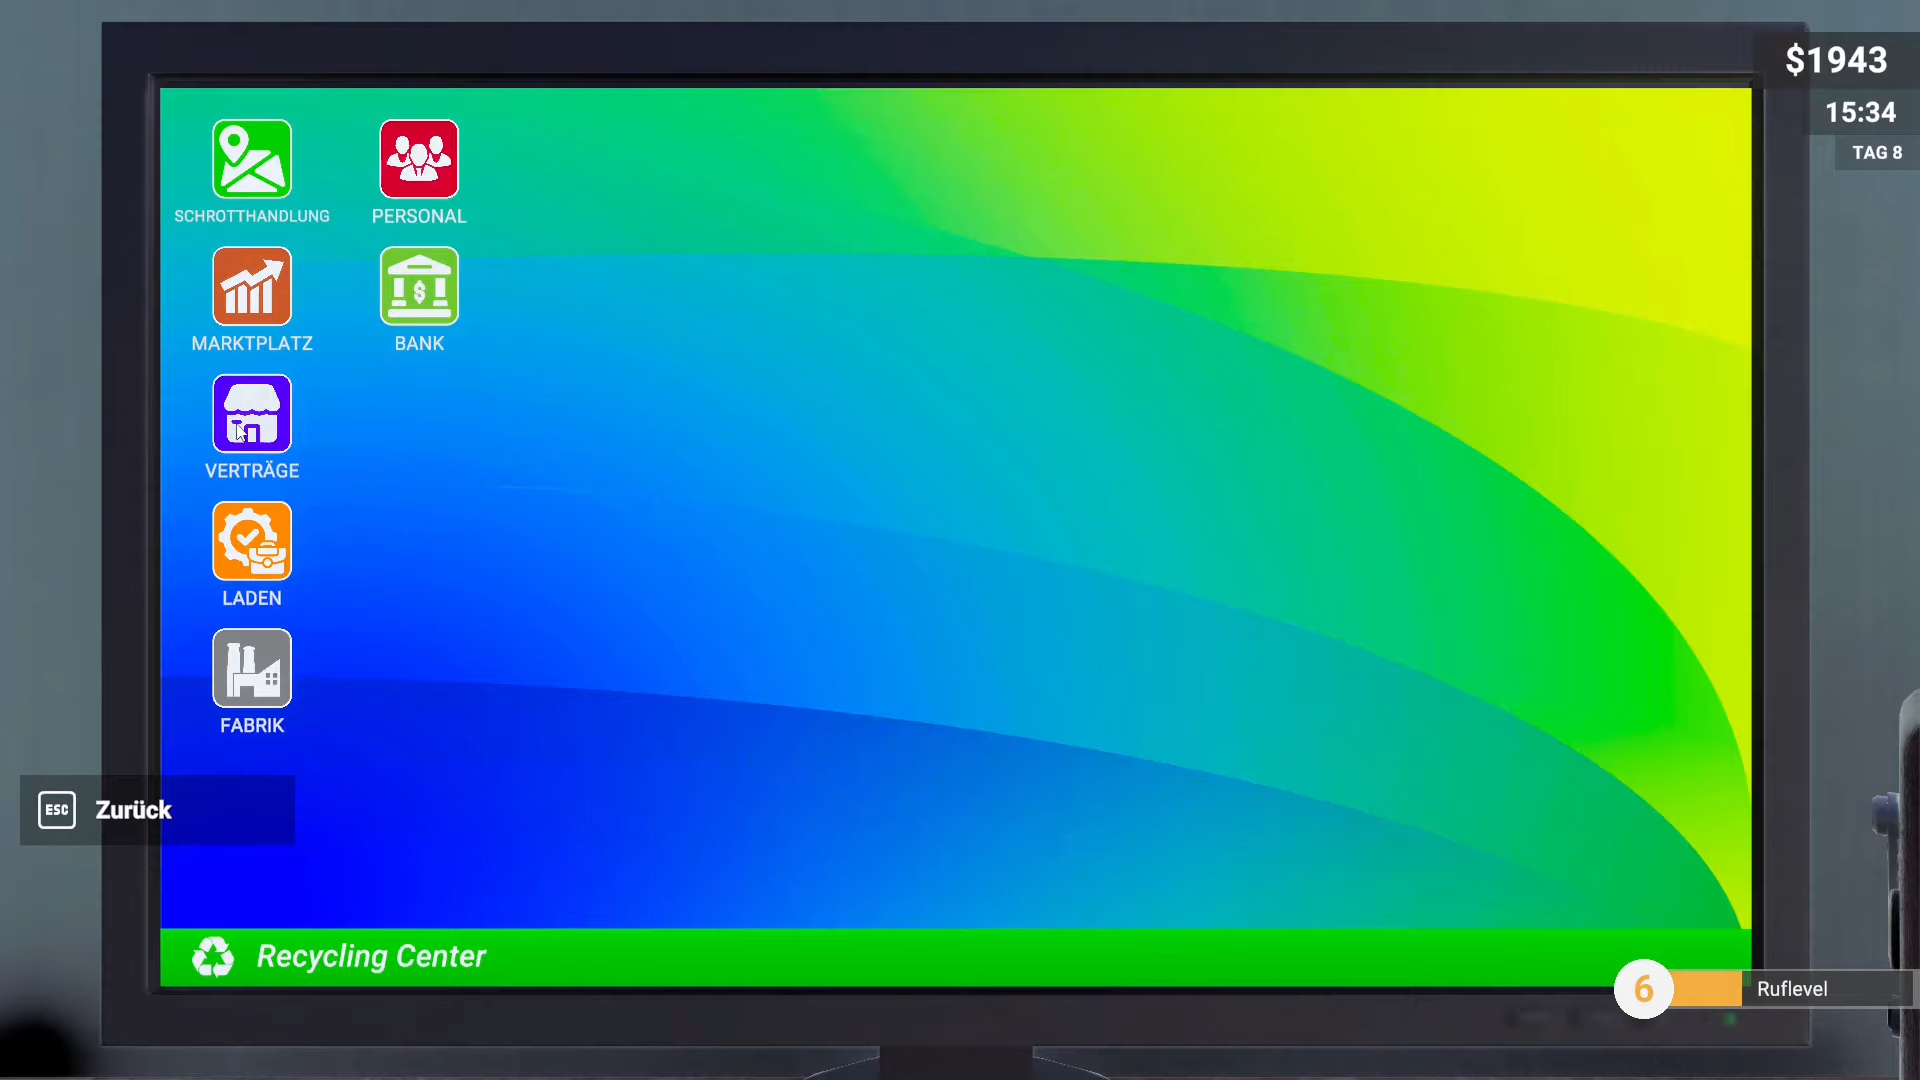 $1943
15:34
TAG 8
SCHROTTHANDLUNG
PERSONAL
MARKTPLATZ
BANK
VERTRÄGE
LADEN
FABRIK
ESC Zurück
Recycling Center
6 Ruflevel